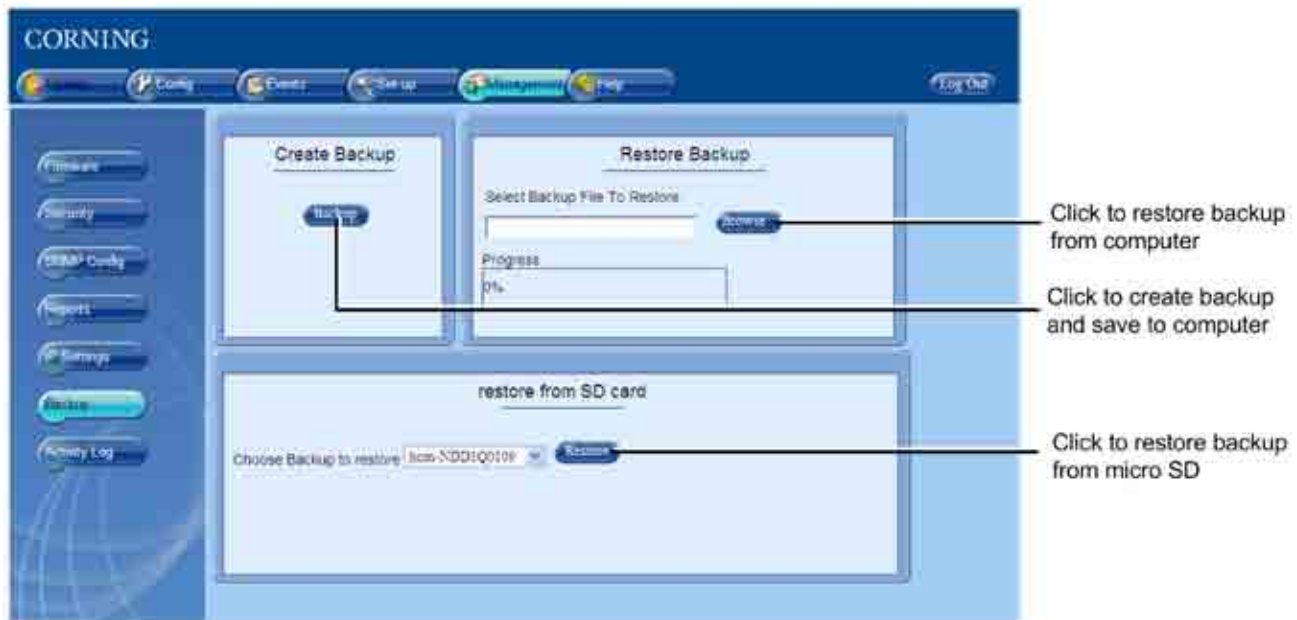 CORNING
Config Events Set-up Management Help Log Out
Firmware
Security
SNMP Config
Reports
IP Settings
Backup
Activity Log
Create Backup
Backup
Restore Backup
Select Backup File To Restore
Browse...
Progress
0%
restore from SD card
Choose Backup to restore Restore
Click to restore backup
from computer
Click to create backup
and save to computer
Click to restore backup
from micro SD